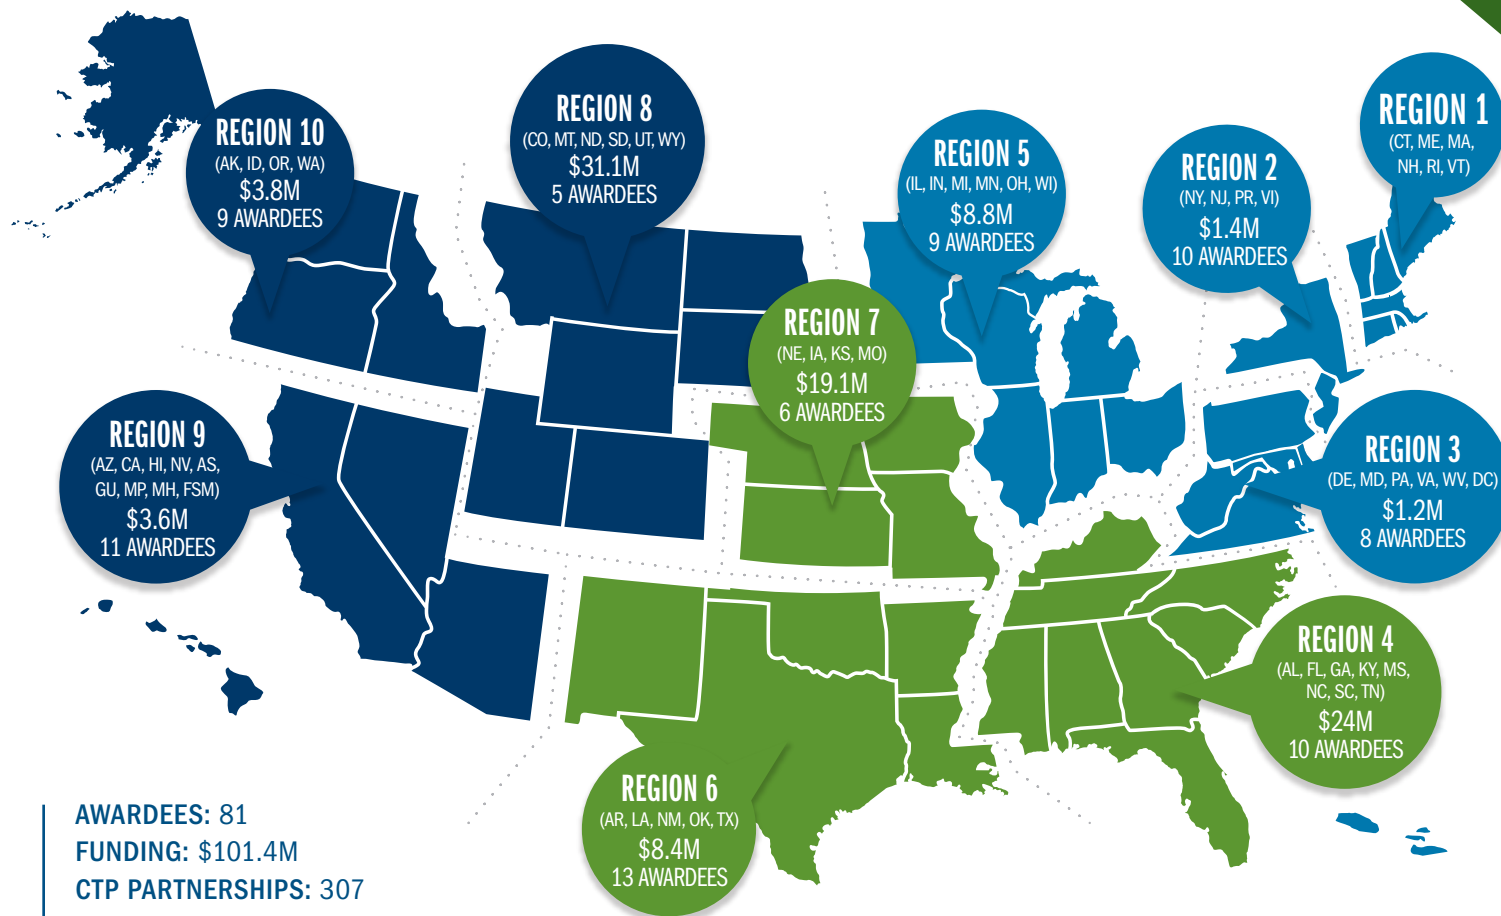 REGION 10
(AK, ID, OR, WA)
$3.8M
9 AWARDEES
REGION 8
(CO, MT, ND, SD, UT, WY)
$31.1M
5 AWARDEES
REGION 5
(IL, IN, MI, MN, OH, WI)
$8.8M
9 AWARDEES
REGION 2
(NY, NJ, PR, VI)
$1.4M
10 AWARDEES
REGION 1
(CT, ME, MA,
NH, RI, VT)
REGION 7
(NE, IA, KS, MO)
$19.1M
6 AWARDEES
REGION 9
(AZ, CA, HI, NV, AS,
GU, MP, MH, FSM)
$3.6M
11 AWARDEES
REGION 3
(DE, MD, PA, VA, WV, DC)
$1.2M
8 AWARDEES
REGION 4
(AL, FL, GA, KY, MS,
NC, SC, TN)
$24M
10 AWARDEES
REGION 6
(AR, LA, NM, OK, TX)
$8.4M
13 AWARDEES
AWARDEES: 81
FUNDING: $101.4M
CTP PARTNERSHIPS: 307